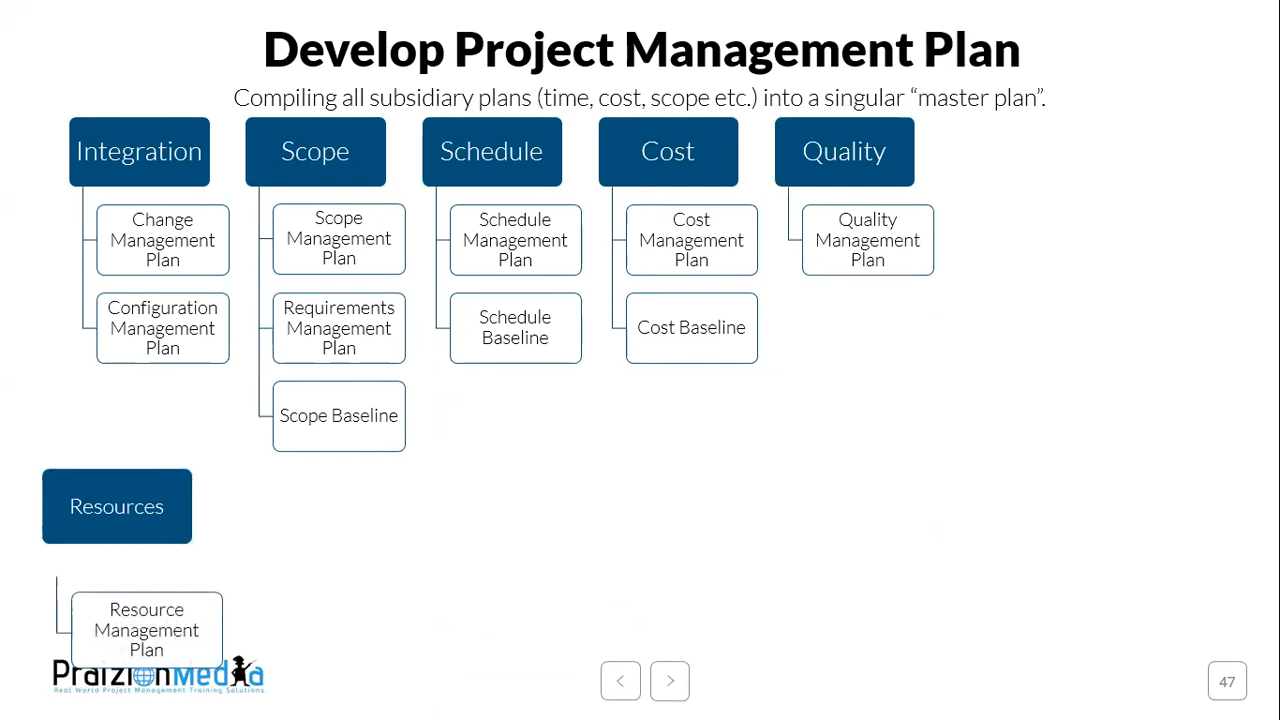 Develop Project Management Plan
Compiling all subsidiary plans (time, cost, scope etc.) into a singular “master plan”.
Integration
Change
Management
Plan
Configuration
Management
Plan
Scope
Scope
Management
Plan
Requirements
Management
Plan
Scope Baseline
Schedule
Schedule
Management
Plan
Schedule
Baseline
Cost
Cost
Management
Plan
Cost Baseline
Quality
Quality
Management
Plan
Resources
Resource
Management
Plan
PraizionMedia
Real World Project Management Training Solutions
< >
47